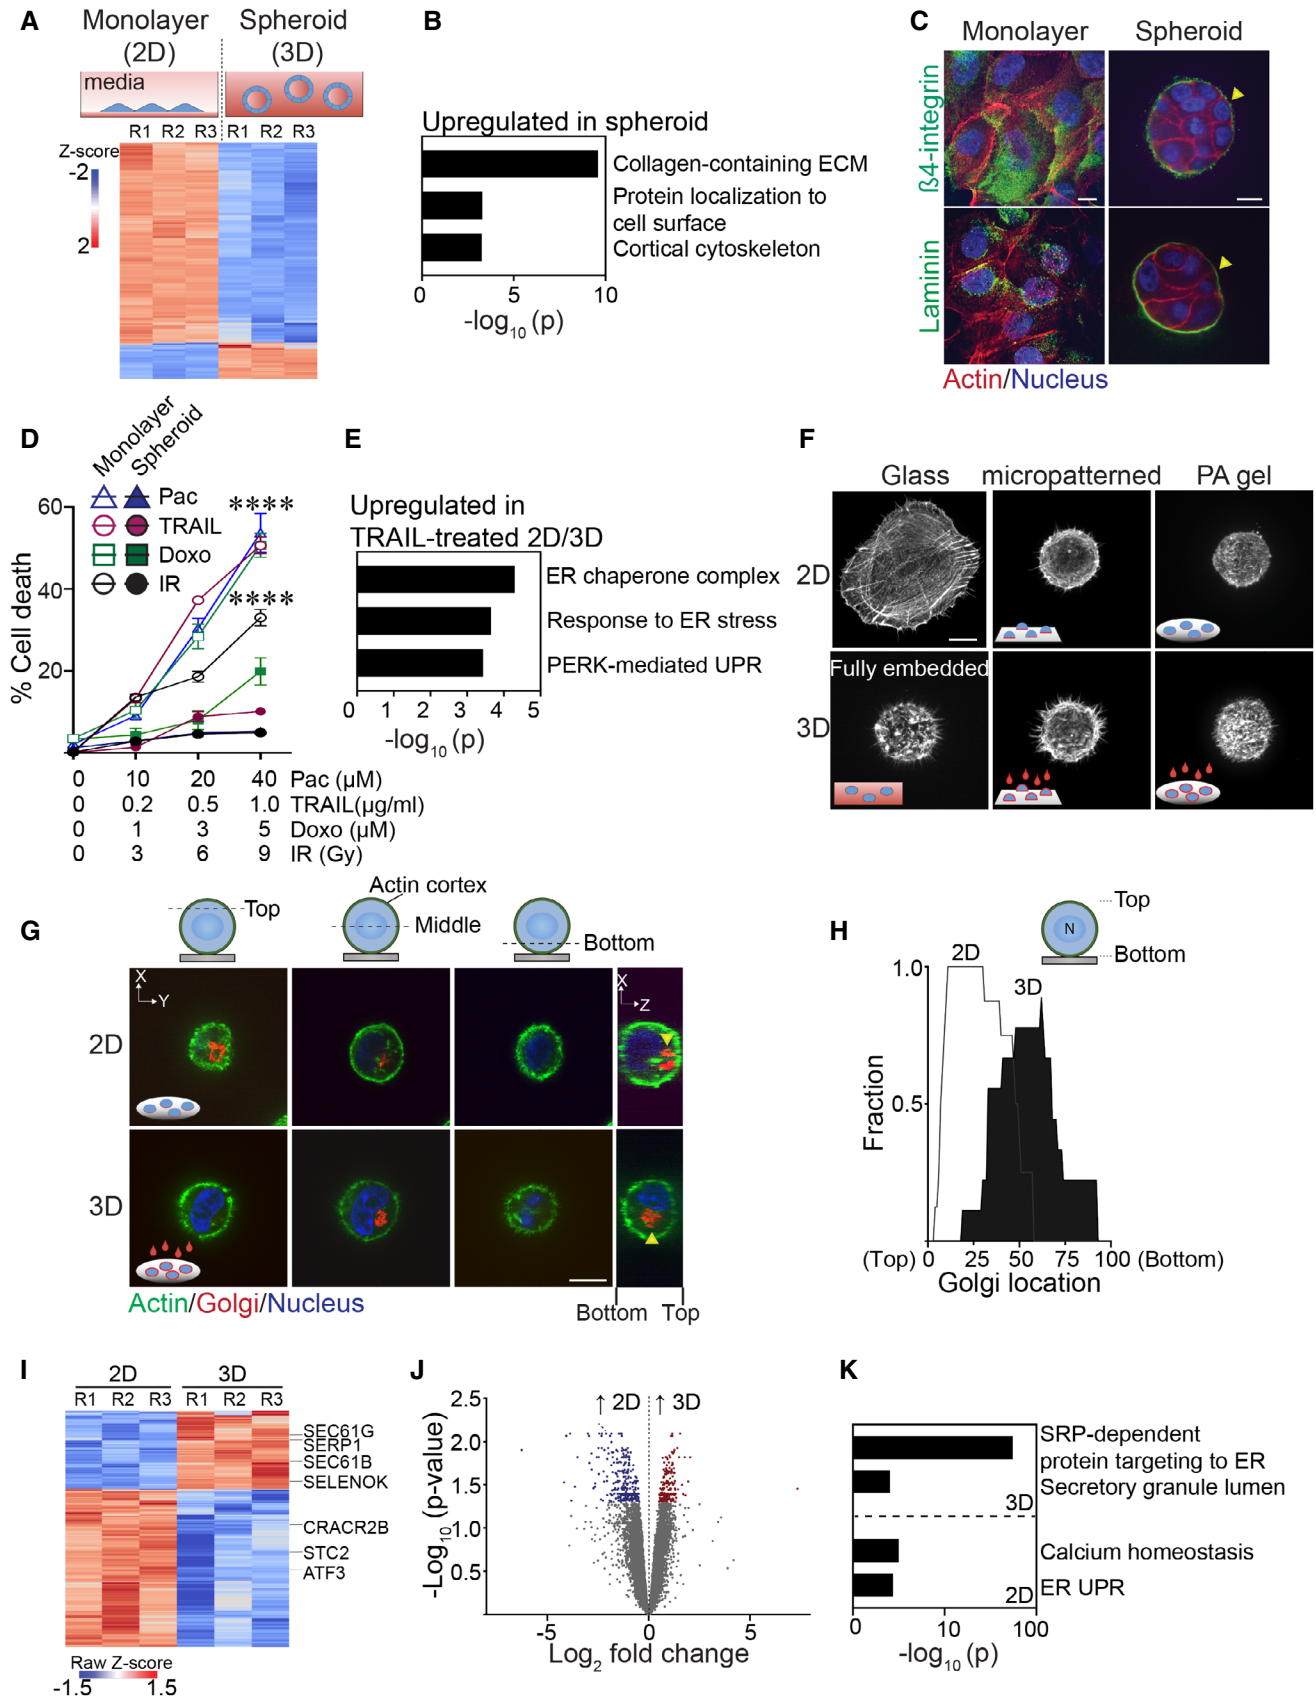 A
Monolayer
(2D)
Spheroid
(3D)
media
R1 R2 R3 R1 R2 R3
Z-score
-2
2
B
Upregulated in spheroid
Collagen-containing ECM
Protein localization to
cell surface
Cortical cytoskeleton
0 5 10
-log10 (p)
C
Monolayer Spheroid
ß4-integrin
Laminin
Actin/Nucleus
D
Monolayer
Spheroid
Pac
TRAIL
Doxo
IR
****
****
60
40
20
% Cell death
0 10 20 40 Pac (µM)
0 0.2 0.5 1.0 TRAIL(µg/ml)
0 1 3 5 Doxo (µM)
0 3 6 9 IR (Gy)
E
Upregulated in
TRAIL-treated 2D/3D
ER chaperone complex
Response to ER stress
PERK-mediated UPR
0 1 2 3 4 5
-log10 (p)
F
Glass micropatterned PA gel
2D
Fully embedded
3D
G
Top
Actin cortex
Middle
Bottom
X
Y
X
Z
2D
3D
Actin/Golgi/Nucleus
Bottom Top
H
N
Top
Bottom
2D
3D
1.0
0.5
Fraction
(Top) 0 25 50 75 100 (Bottom)
Golgi location
I
2D 3D
R1 R2 R3 R1 R2 R3
SEC61G
SERP1
SEC61B
SELENOK
CRACR2B
STC2
ATF3
Raw Z-score
-1.5 1.5
J
↑ 2D ↑ 3D
2.5
2.0
1.5
1.0
0.5
-Log10 (p-value)
-5 0 5
Log2 fold change
K
SRP-dependent
protein targeting to ER
Secretory granule lumen
3D
Calcium homeostasis
ER UPR
2D
0 10 100
-log10 (p)